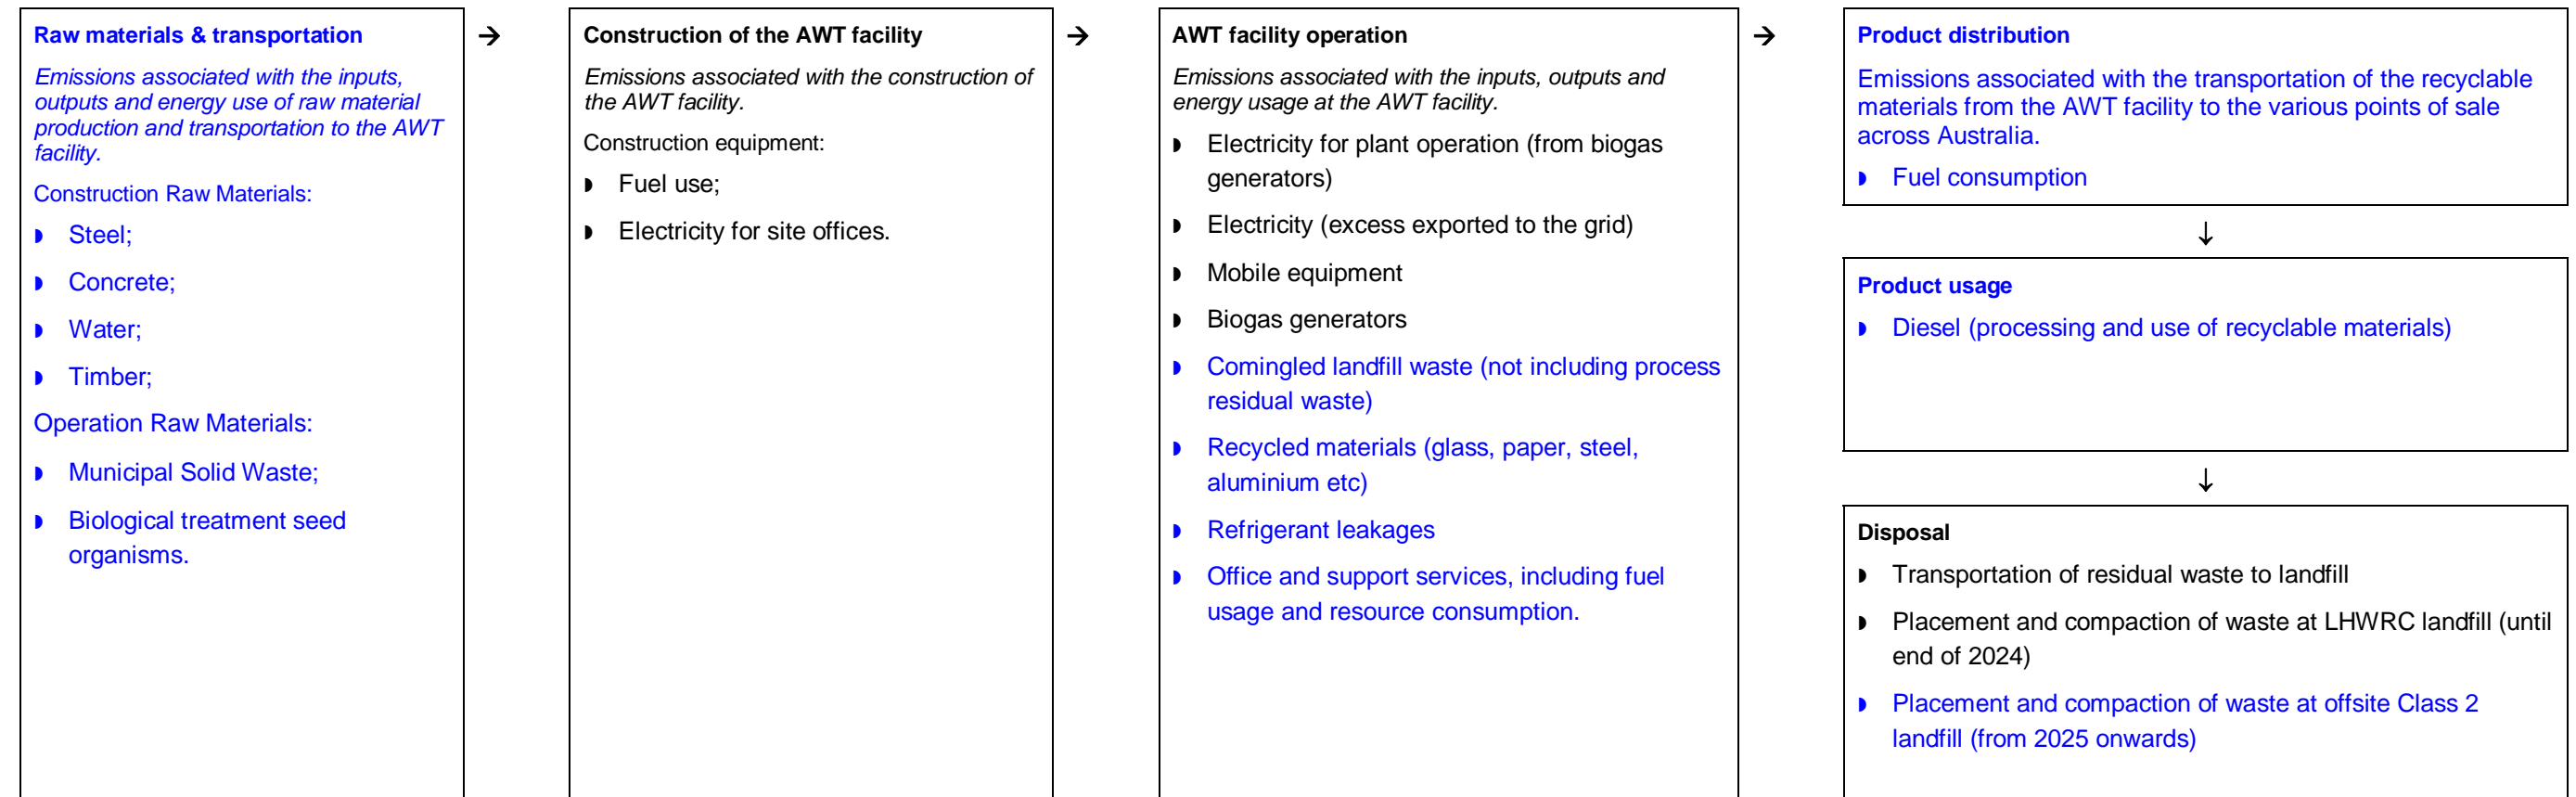 Raw materials & transportation
Emissions associated with the inputs,
outputs and energy use of raw material
production and transportation to the AWT
facility.
Construction Raw Materials:
◗ Steel;
◗ Concrete;
◗ Water;
◗ Timber;
Operation Raw Materials:
◗ Municipal Solid Waste;
◗ Biological treatment seed
organisms.
→
Construction of the AWT facility
Emissions associated with the construction of
the AWT facility.
Construction equipment:
◗ Fuel use;
◗ Electricity for site offices.
→
AWT facility operation
Emissions associated with the inputs, outputs and
energy usage at the AWT facility.
◗ Electricity for plant operation (from biogas
generators)
◗ Electricity (excess exported to the grid)
◗ Mobile equipment
◗ Biogas generators
◗ Comingled landfill waste (not including process
residual waste)
◗ Recycled materials (glass, paper, steel,
aluminium etc)
◗ Refrigerant leakages
◗ Office and support services, including fuel
usage and resource consumption.
→
Product distribution
Emissions associated with the transportation of the recyclable
materials from the AWT facility to the various points of sale
across Australia.
◗ Fuel consumption
↓
Product usage
◗ Diesel (processing and use of recyclable materials)
↓
Disposal
◗ Transportation of residual waste to landfill
◗ Placement and compaction of waste at LHWRC landfill (until
end of 2024)
◗ Placement and compaction of waste at offsite Class 2
landfill (from 2025 onwards)